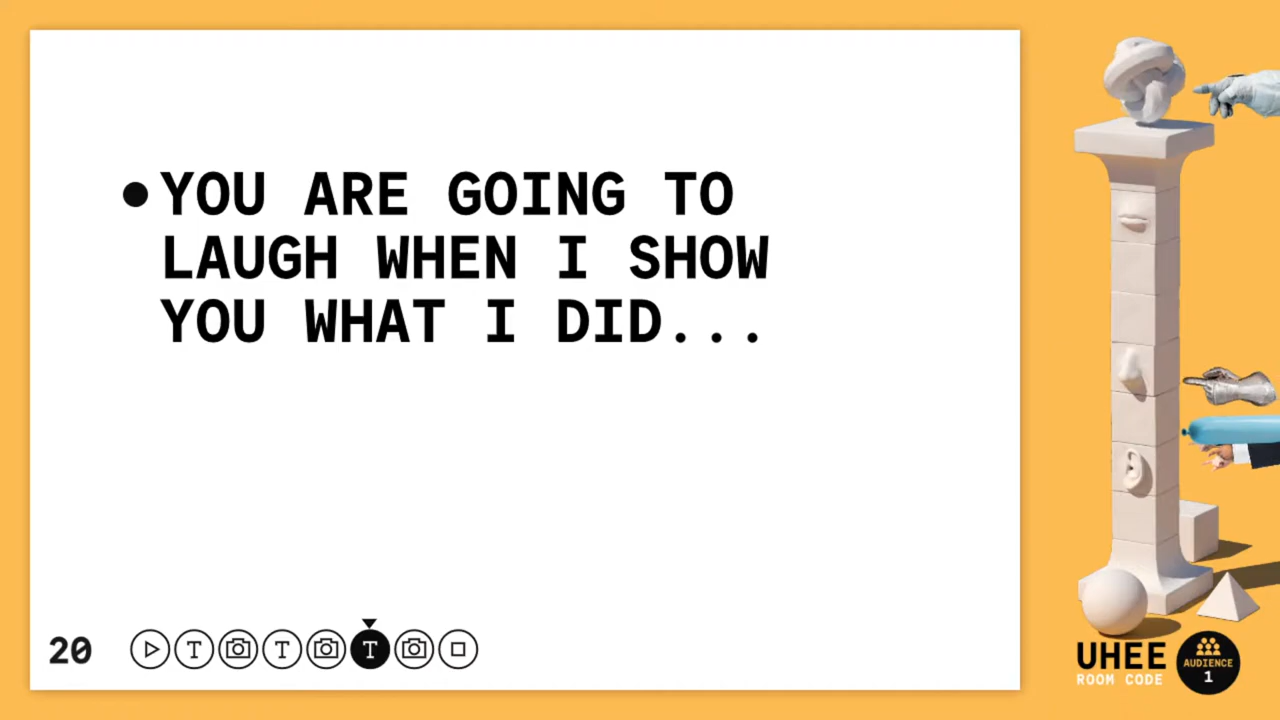 YOU ARE GOING TO
LAUGH WHEN I SHOW
YOU WHAT I DID...
20
T
T
T
UHEE
ROOM CODE
AUDIENCE
1